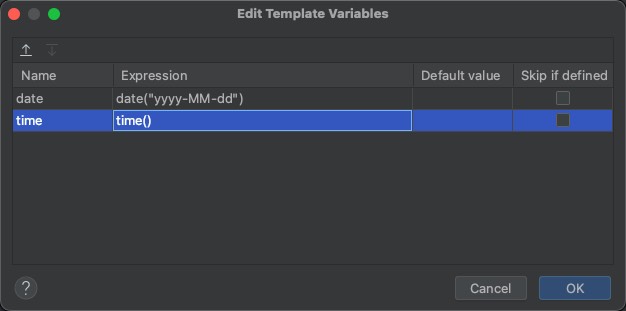 Edit Template Variables
Name Expression Default value Skip if defined
date date("yyyy-MM-dd")
time time()
? Cancel OK